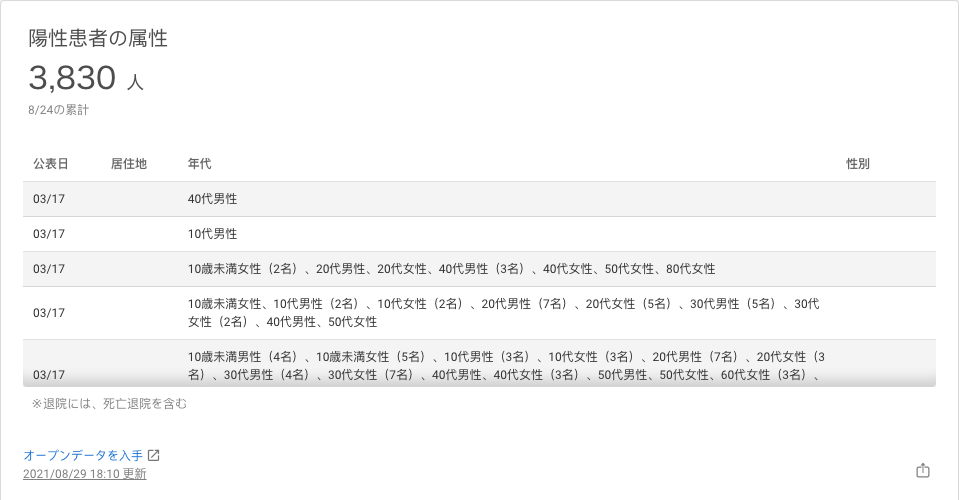 陽性患者の属性
3,830 人
8/24の累計
公表日 居住地 年代 性別
03/17 40代男性
03/17 10代男性
03/17 10歳未満女性（2名）、20代男性、20代女性、40代男性（3名）、40代女性、50代女性、80代女性
03/17 10歳未満女性、10代男性（2名）、10代女性（2名）、20代男性（7名）、20代女性（5名）、30代男性（5名）、30代
女性（2名）、40代男性、50代女性
10歳未満男性（4名）、10歳未満女性（5名）、10代男性（3名）、10代女性（3名）、20代男性（7名）、20代女性（3
03/17 名）、30代男性（4名）、30代女性（7名）、40代男性、40代女性（3名）、50代男性、50代女性、60代女性（3名）、
※退院には、死亡退院を含む
オープンデータを入手
2021/08/29 18:10 更新